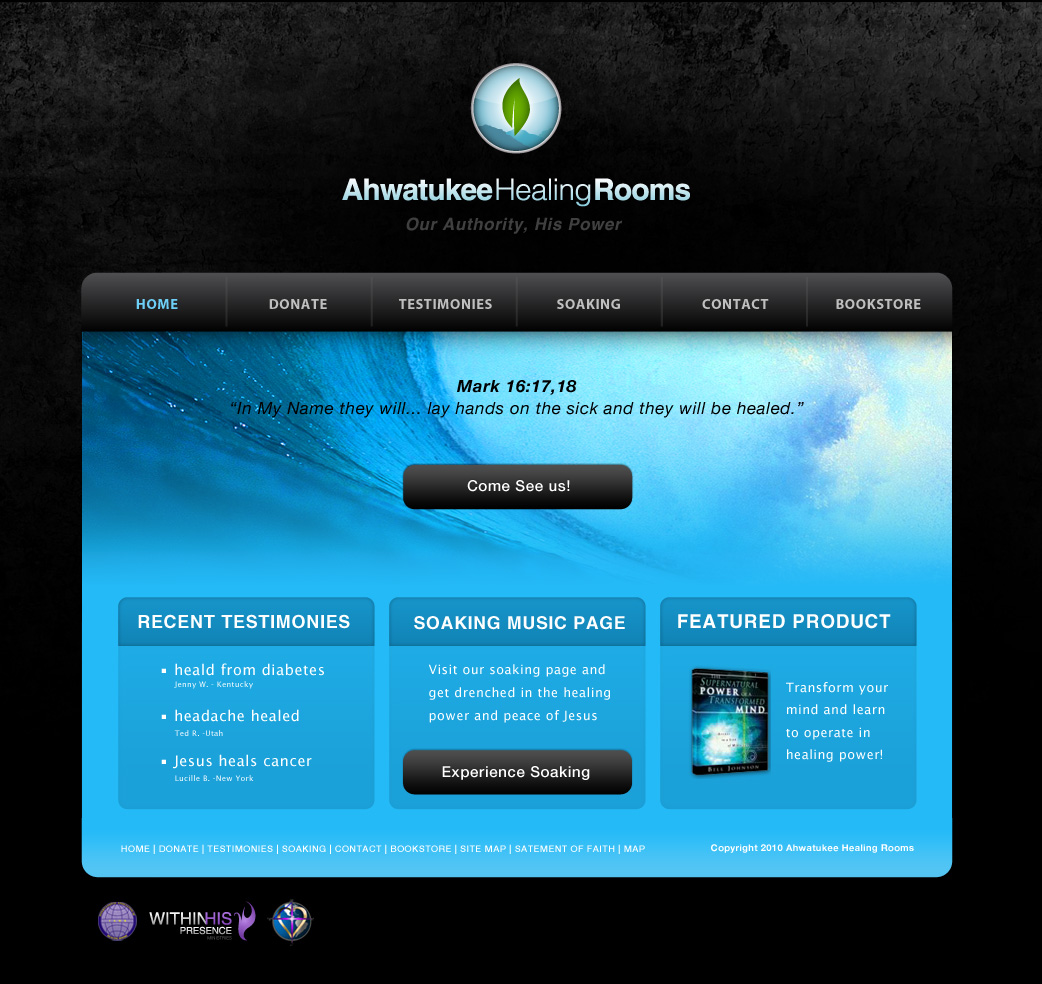 AhwatukeeHealingRooms
Our Authority, His Power
HOME
DONATE
TESTIMONIES
SOAKING
CONTACT
BOOKSTORE
Mark 16:17,18
“In My Name they will... lay hands on the sick and they will be healed.”
Come See us!
RECENT TESTIMONIES
heald from diabetes
Jenny W. - Kentucky
headache healed
Ted R. -Utah
Jesus heals cancer
Lucille B. -New York
SOAKING MUSIC PAGE
Visit our soaking page and
get drenched in the healing
power and peace of Jesus
Experience Soaking
FEATURED PRODUCT
THE
SUPERNATURAL
POWER OF A
TRANSFORMED
MIND
BILL JOHNSON
Transform your
mind and learn
to operate in
healing power!
HOME | DONATE | TESTIMONIES | SOAKING | CONTACT | BOOKSTORE | SITE MAP | SATEMENT OF FAITH | MAP
Copyright 2010 Ahwatukee Healing Rooms
WITHINHIS
PRESENCE
MINISTRIES